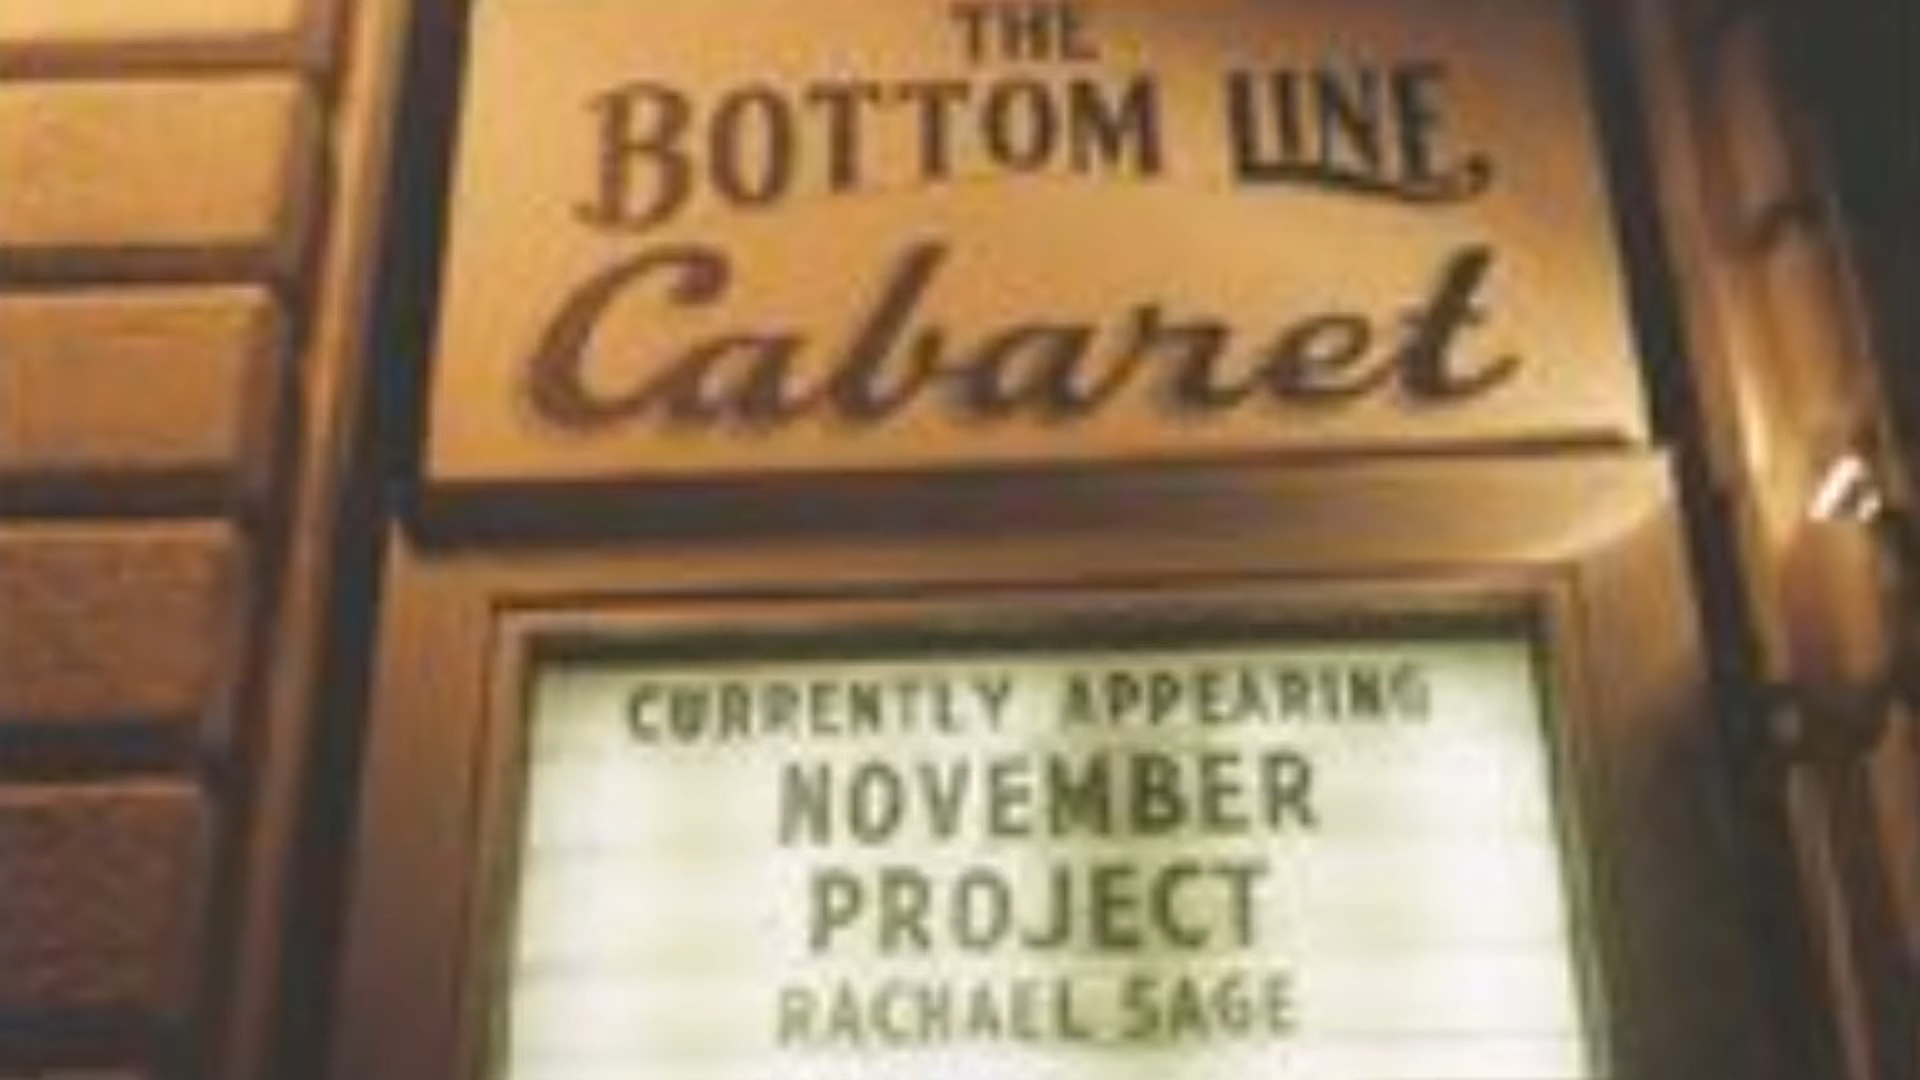 THE
BOTTOM LINE,
Cabaret
CURRENTLY APPEARING
NOVEMBER
PROJECT
RACHAEL SAGE